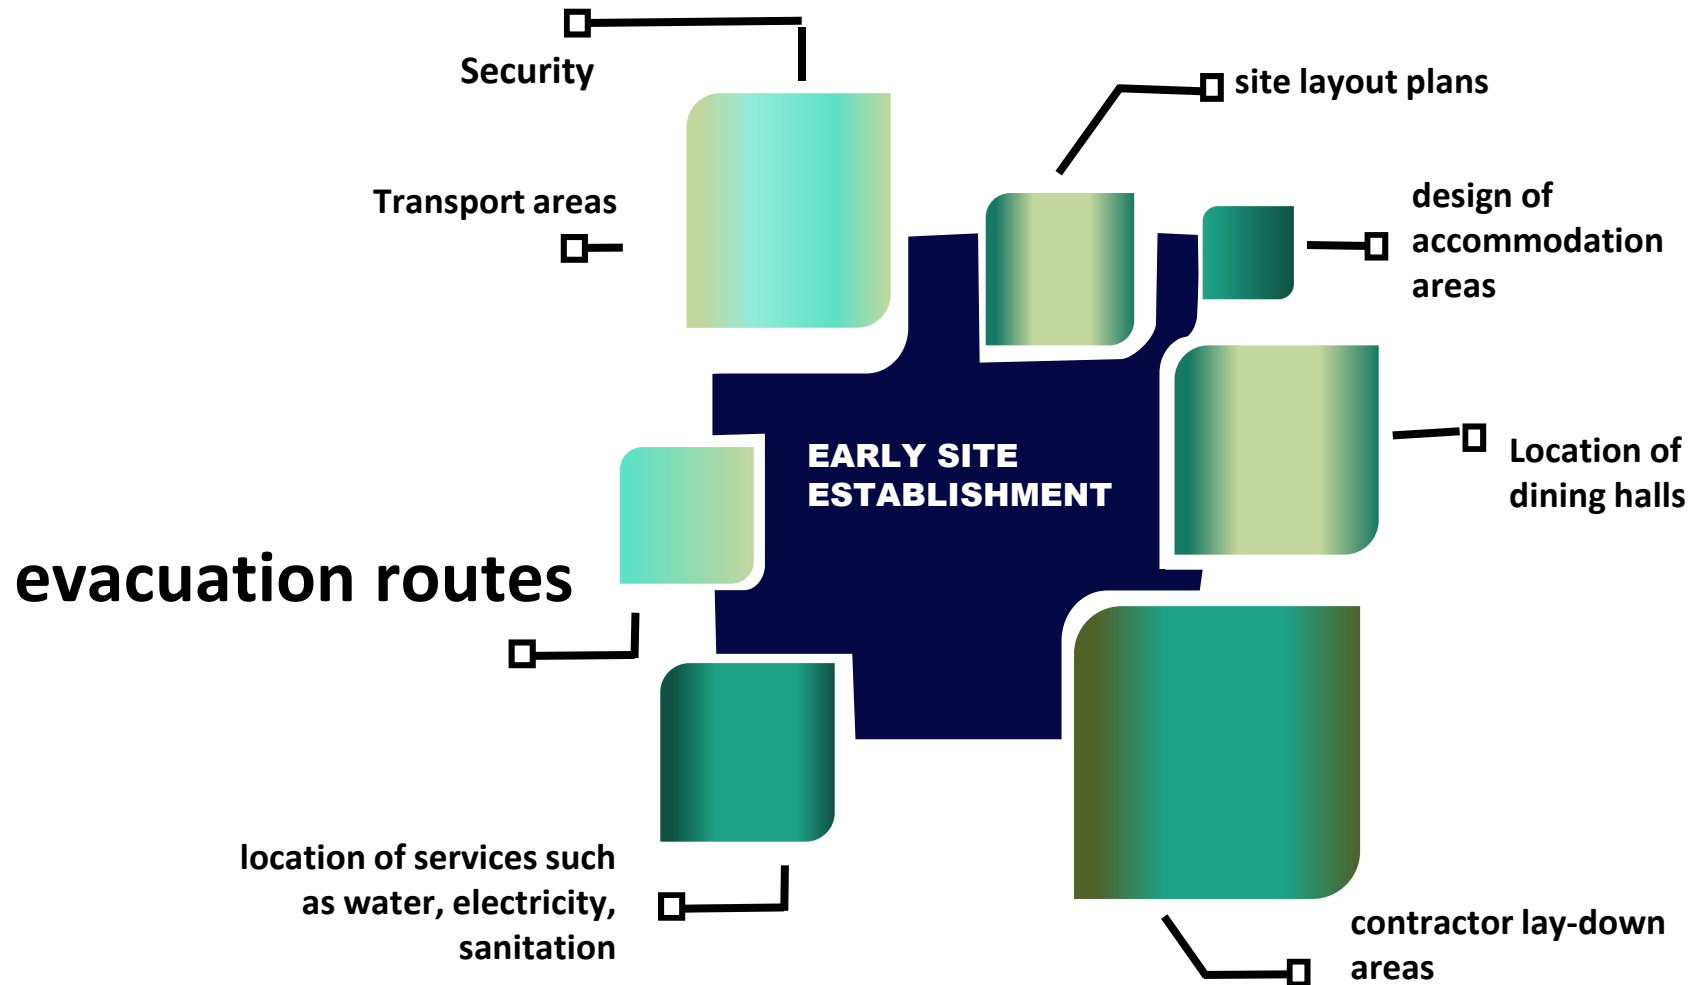 Security
site layout plans
Transport areas
design of
accommodation
areas
EARLY SITE
ESTABLISHMENT
Location of
dining halls
evacuation routes
location of services such
as water, electricity,
sanitation
contractor lay-down
areas